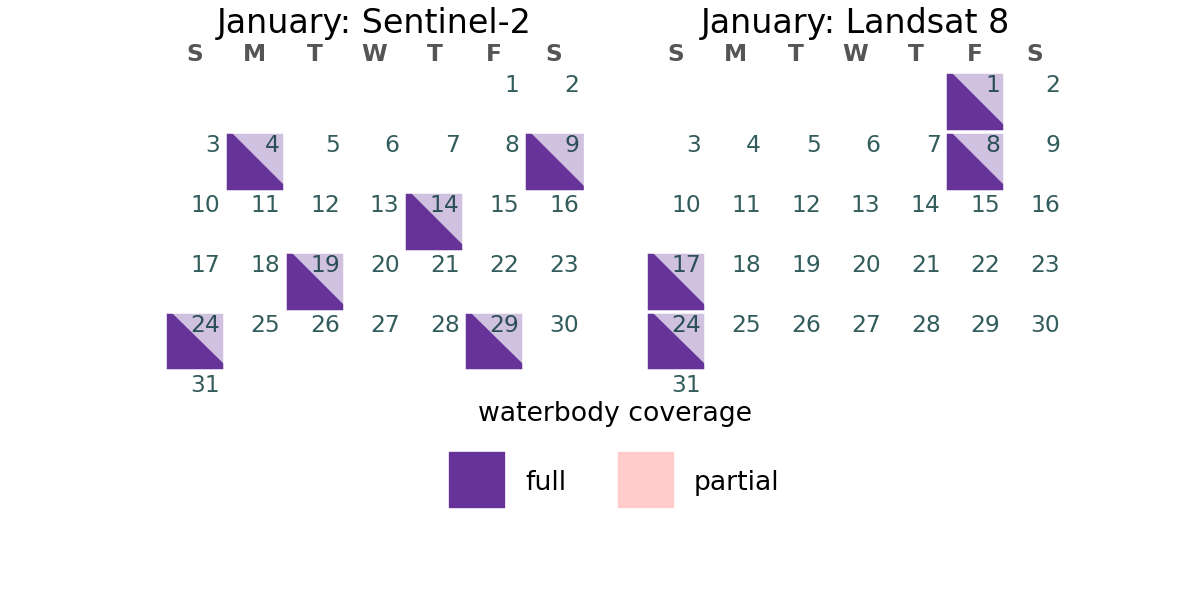 January: Sentinel-2
S M T W T F S
1 2
3 4 5 6 7 8 9
10 11 12 13 14 15 16
17 18 19 20 21 22 23
24 25 26 27 28 29 30
31
January: Landsat 8
S M T W T F S
1 2
3 4 5 6 7 8 9
10 11 12 13 14 15 16
17 18 19 20 21 22 23
24 25 26 27 28 29 30
31
waterbody coverage
full partial